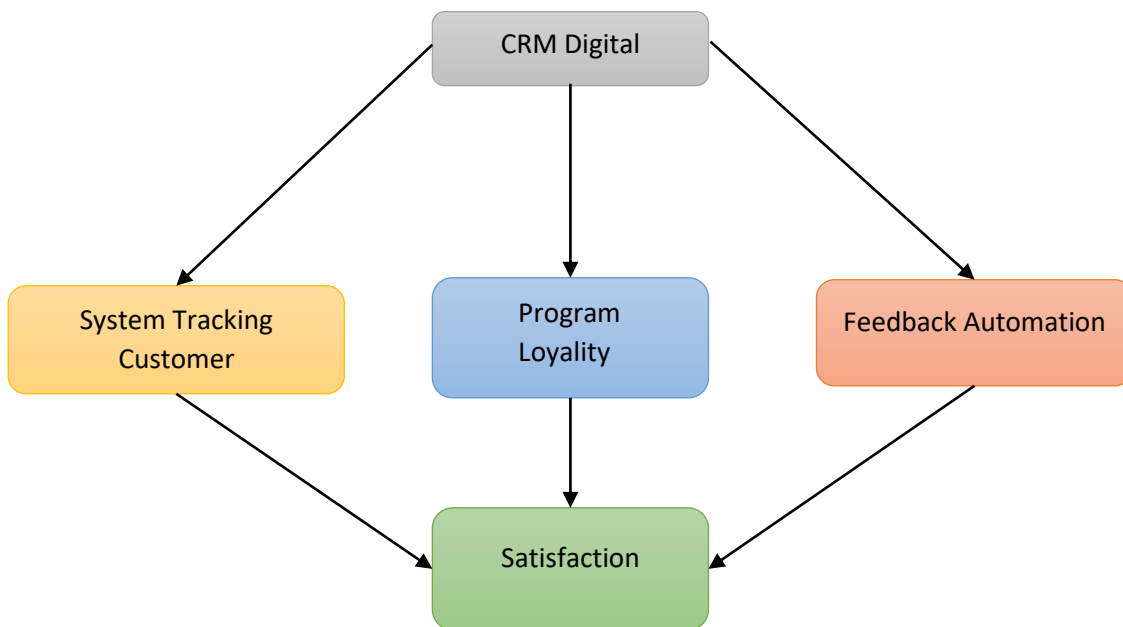 CRM Digital
System Tracking
Customer
Program
Loyality
Feedback Automation
Satisfaction